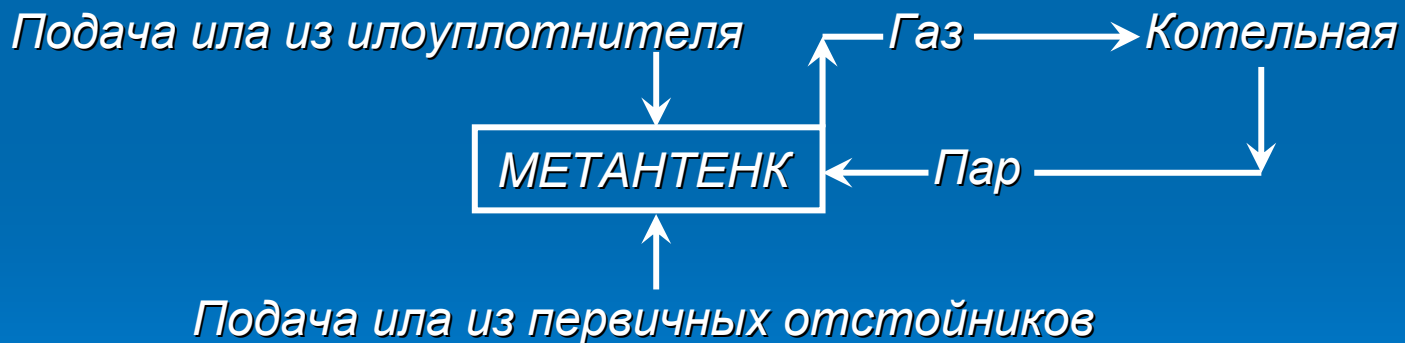 Подача ила из илоуплотнителя
Газ
Котельная
МЕТАНТЕНК
Пар
Подача ила из первичных отстойников